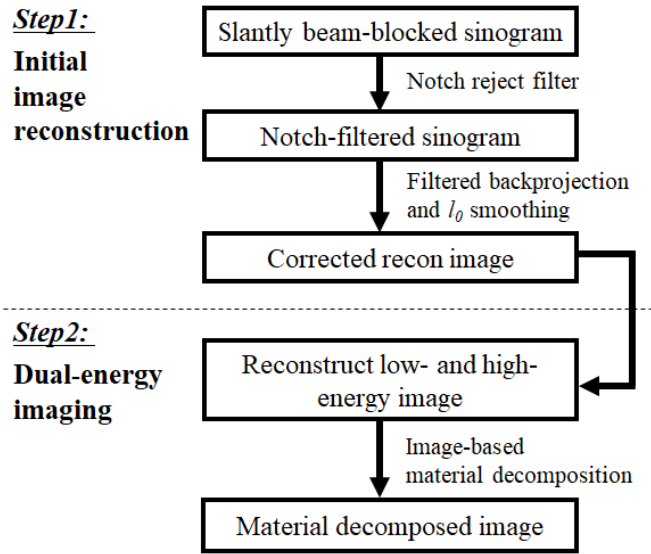 Step1:
Initial
image
reconstruction
Slantly beam-blocked sinogram
Notch reject filter
Notch-filtered sinogram
Filtered backprojection
and l0 smoothing
Corrected recon image
Step2:
Dual-energy
imaging
Reconstruct low- and high-
energy image
Image-based
material decomposition
Material decomposed image